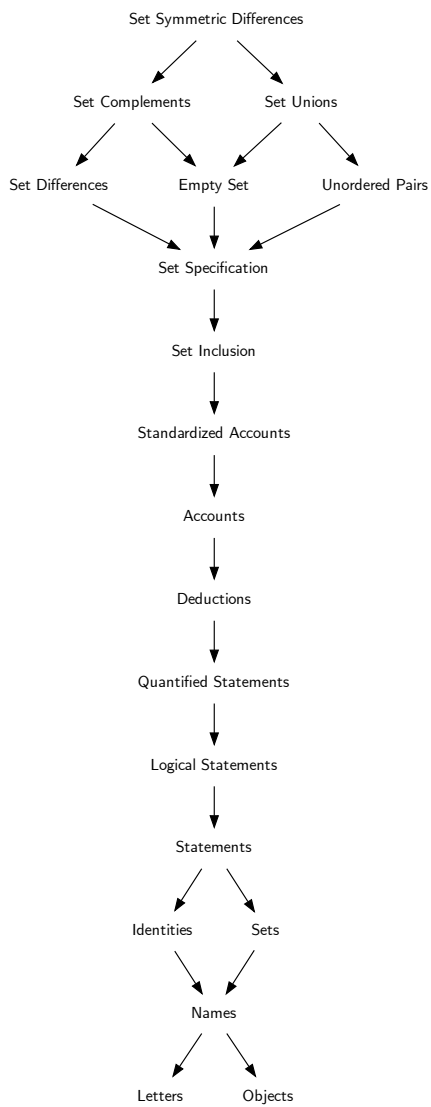 Set Symmetric Differences
Set Complements
Set Unions
Set Differences
Empty Set
Unordered Pairs
Set Specification
Set Inclusion
Standardized Accounts
Accounts
Deductions
Quantified Statements
Logical Statements
Statements
Identities
Sets
Names
Letters
Objects